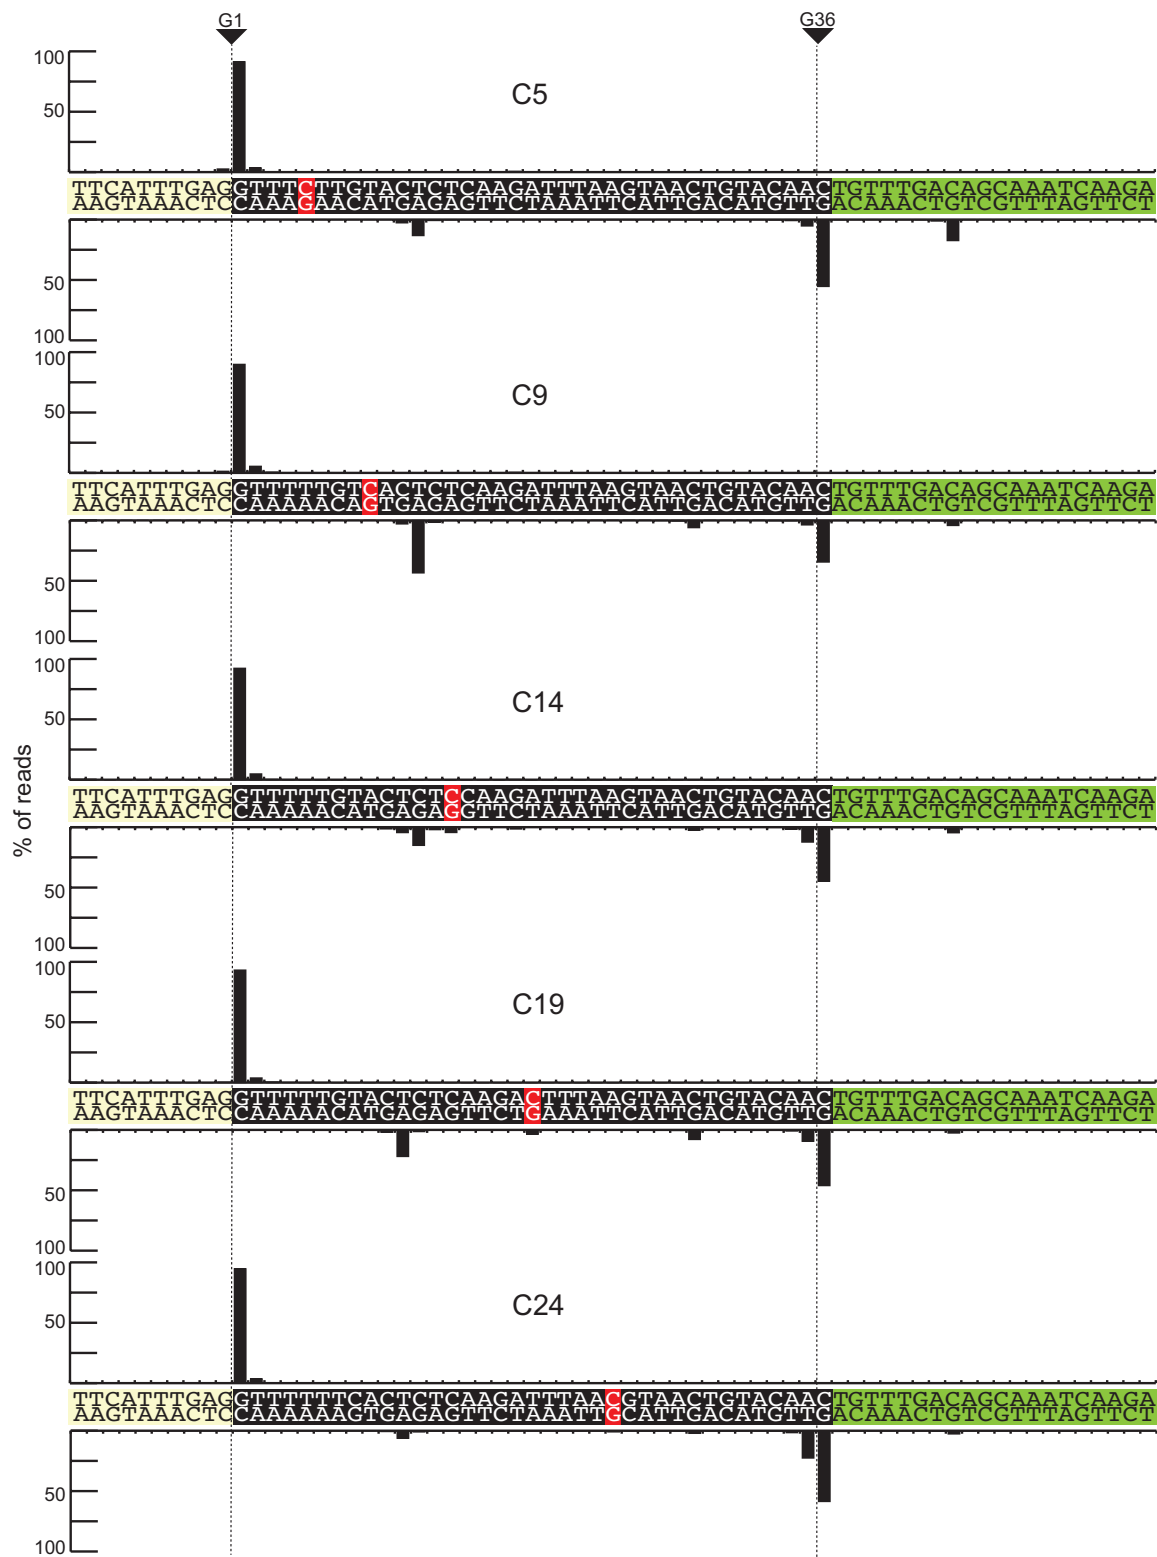 G1 G36
100
50
C5
TTCATTTGAGGTTTCTTGTACTCTCAAGATTTAAGTAACTGTACAACTGTTTGACAGCAAATCAAGA
AAGTAAACTCCAAAGAACATGAGAGTTCTAAATTCATTGACATGTTGACAAACTGTCGTTTAGTTCT
50
100
100
50
C9
TTCATTTGAGGTTTTTGTCACTCTCAAGATTTAAGTAACTGTACAACTGTTTGACAGCAAATCAAGA
AAGTAAACTCCAAAAACAGTGAGAGTTCTAAATTCATTGACATGTTGACAAACTGTCGTTTAGTTCT
50
100
100
50
C14
TTCATTTGAGGTTTTTGTACTCTCCAAGATTTAAGTAACTGTACAACTGTTTGACAGCAAATCAAGA
AAGTAAACTCCAAAAACATGAGAGGTTCTAAATTCATTGACATGTTGACAAACTGTCGTTTAGTTCT
% of reads
50
100
100
50
C19
TTCATTTGAGGTTTTTGTACTCTCAAGACTTTAAGTAACTGTACAACTGTTTGACAGCAAATCAAGA
AAGTAAACTCCAAAAACATGAGAGTTCTGAAATTCATTGACATGTTGACAAACTGTCGTTTAGTTCT
50
100
100
50
C24
TTCATTTGAGGTTTTTTCACTCTCAAGATTTAACGTAACTGTACAACTGTTTGACAGCAAATCAAGA
AAGTAAACTCCAAAAAAGTGAGAGTTCTAAATTGCATTGACATGTTGACAAACTGTCGTTTAGTTCT
50
100